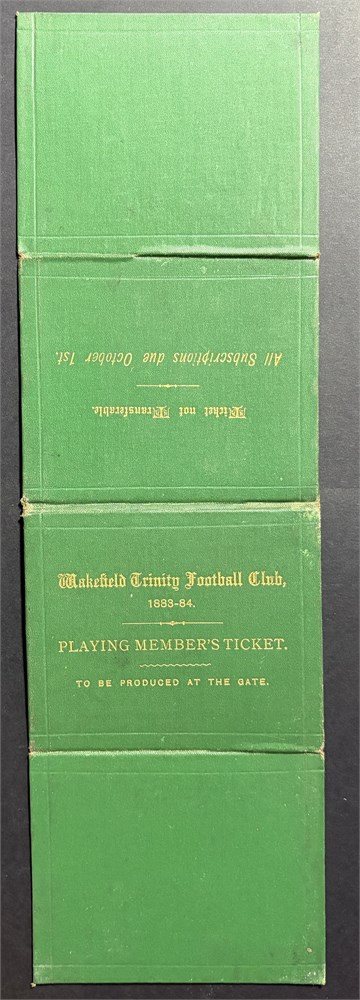 Ticket not Transferable.
All Subscriptions due October 1st.
Wakefield Trinity Football Club,
1883-84.
PLAYING MEMBER'S TICKET.
TO BE PRODUCED AT THE GATE.